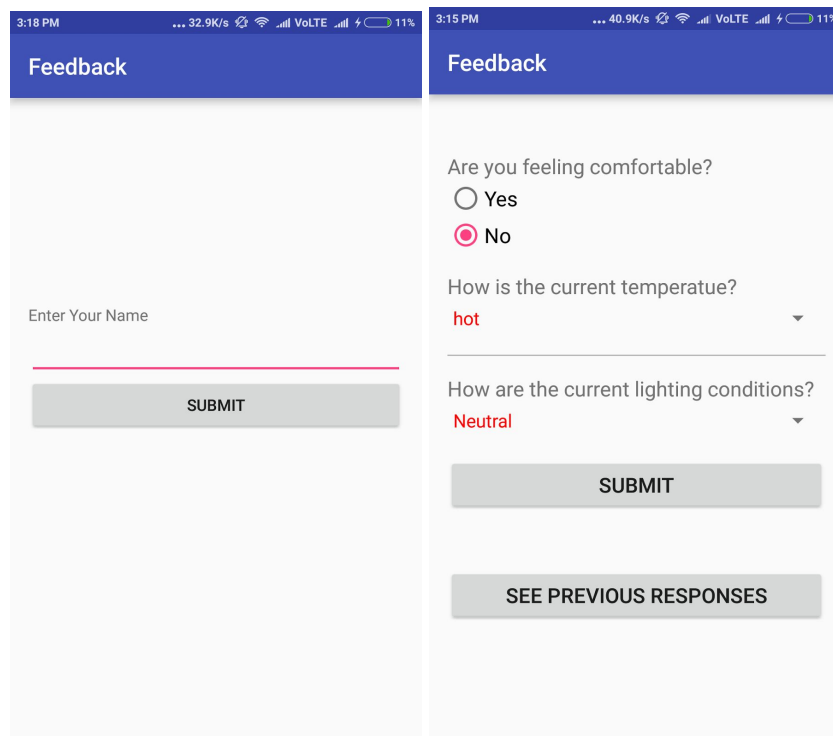 3:18 PM ... 32.9K/s VoLTE 11%
Feedback
Enter Your Name
SUBMIT
3:15 PM ... 40.9K/s VoLTE 11%
Feedback
Are you feeling comfortable?
Yes
No
How is the current temperatue?
hot
How are the current lighting conditions?
Neutral
SUBMIT
SEE PREVIOUS RESPONSES